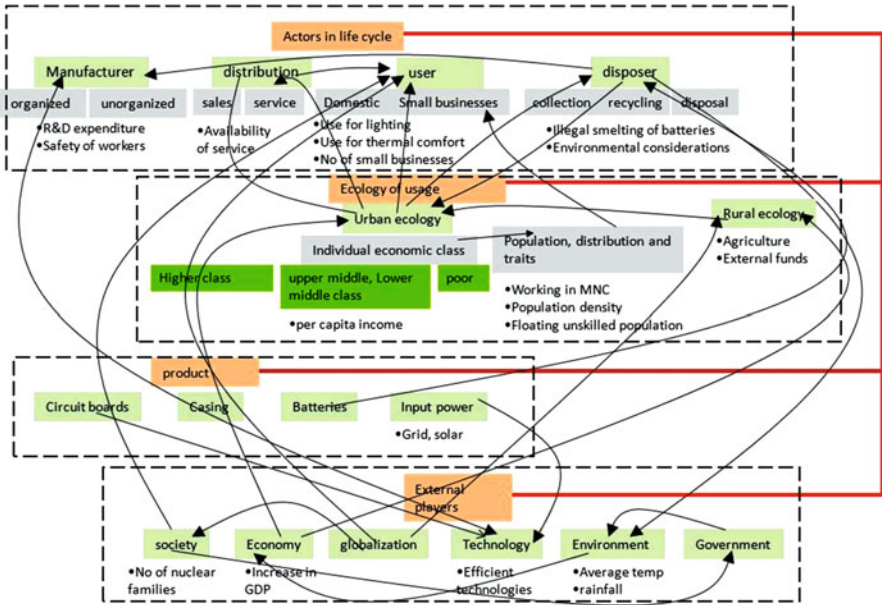 Actors in life cycle
Manufacturer
distribution
user
disposer
organized
unorganized
sales
service
Domestic
Small businesses
collection
recycling
disposal
•R&D expenditure
•Safety of workers
•Availability
of service
•Use for lighting
•Use for thermal comfort
•No of small businesses
•Illegal smelting of batteries
•Environmental considerations
Ecology of usage
Urban ecology
Rural ecology
Individual economic class
Population, distribution and
traits
•Agriculture
•External funds
Higher class
upper middle, Lower
middle class
poor
•per capita income
•Working in MNC
•Population density
•Floating unskilled population
product
Circuit boards
Casing
Batteries
Input power
•Grid, solar
External
players
society
Economy
globalization
Technology
Environment
Government
•No of nuclear
families
•Increase in
GDP
•Efficient
technologies
•Average temp
•rainfall